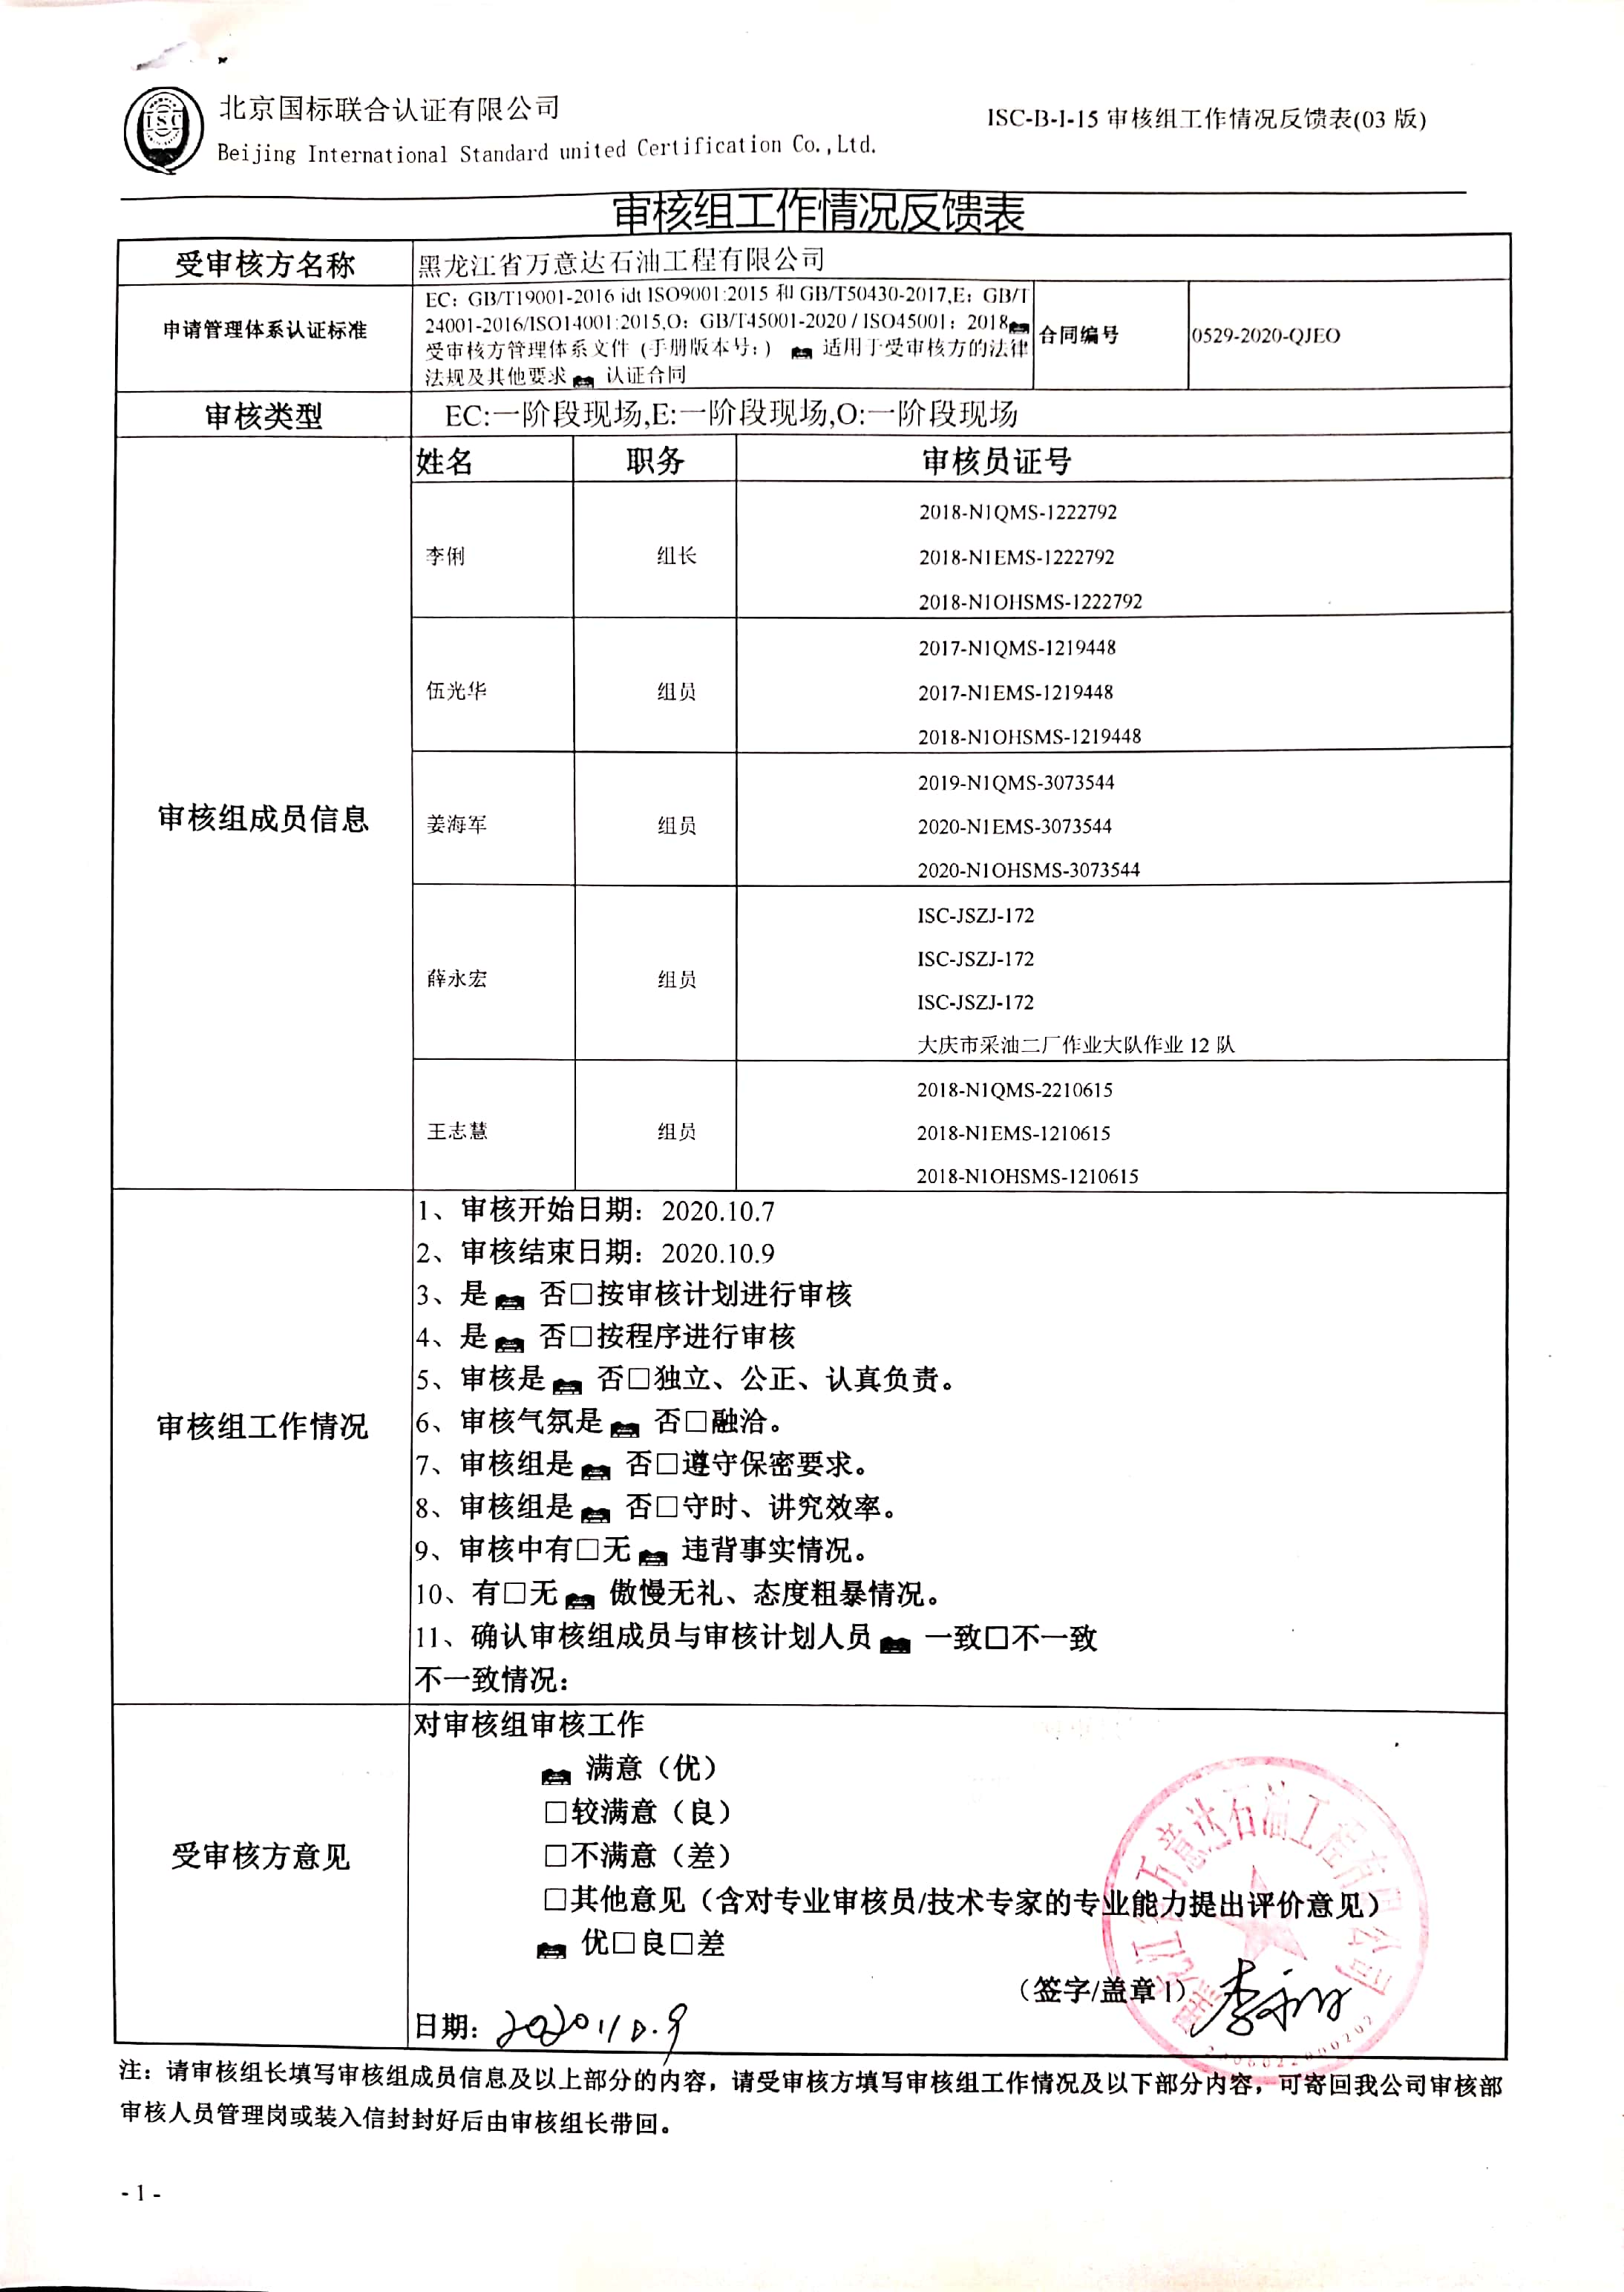 ISC
北京国标联合认证有限公司
Beijing International Standard united Certification Co.,Ltd.
ISC-B-I-15 审核组工作情况反馈表(03 版)
审核组工作情况反馈表
受审核方名称
黑龙江省万意达石油工程有限公司
申请管理体系认证标准
EC：GB/T19001-2016 idt ISO9001:2015 和 GB/T50430-2017,E：GB/T
24001-2016/ISO14001:2015,O：GB/T45001-2020 / ISO45001：2018
受审核方管理体系文件（手册版本号：） 适用于受审核方的法律
法规及其他要求 认证合同
合同编号
0529-2020-QJEO
审核类型
EC:一阶段现场,E:一阶段现场,O:一阶段现场
审核组成员信息
姓名 职务 审核员证号
李俐 组长
2018-N1QMS-1222792
2018-N1EMS-1222792
2018-N1OHSMS-1222792
伍光华 组员
2017-N1QMS-1219448
2017-N1EMS-1219448
2018-N1OHSMS-1219448
姜海军 组员
2019-N1QMS-3073544
2020-N1EMS-3073544
2020-N1OHSMS-3073544
薛永宏 组员
ISC-JSZJ-172
ISC-JSZJ-172
ISC-JSZJ-172
大庆市采油二厂作业大队作业 12 队
王志慧 组员
2018-N1QMS-2210615
2018-N1EMS-1210615
2018-N1OHSMS-1210615
审核组工作情况
1、审核开始日期：2020.10.7
2、审核结束日期：2020.10.9
3、是 否□按审核计划进行审核
4、是 否□按程序进行审核
5、审核是 否□独立、公正、认真负责。
6、审核气氛是 否□融洽。
7、审核组是 否□遵守保密要求。
8、审核组是 否□守时、讲究效率。
9、审核中有□无 违背事实情况。
10、有□无 傲慢无礼、态度粗暴情况。
11、确认审核组成员与审核计划人员 一致□不一致
不一致情况：
受审核方意见
对审核组审核工作
满意（优）
□较满意（良）
□不满意（差）
□其他意见（含对专业审核员/技术专家的专业能力提出评价意见）
优□良□差
（签字/盖章）
黑龙江省万意达石油工程有限公司
日期：2020.10.9
注：请审核组长填写审核组成员信息及以上部分的内容，请受审核方填写审核组工作情况及以下部分内容，可寄回我公司审核部
审核人员管理岗或装入信封封好后由审核组长带回。
- 1 -